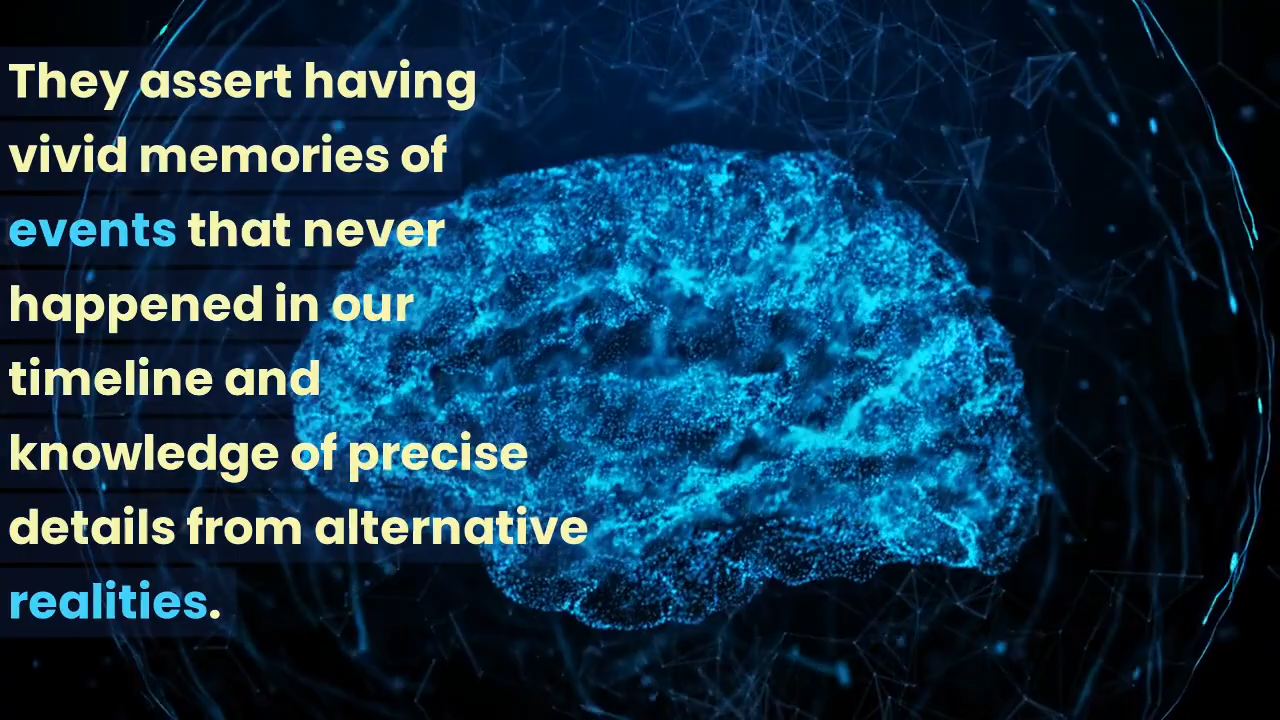 They assert having
vivid memories of
events that never
happened in our
timeline and
knowledge of precise
details from alternative
realities.